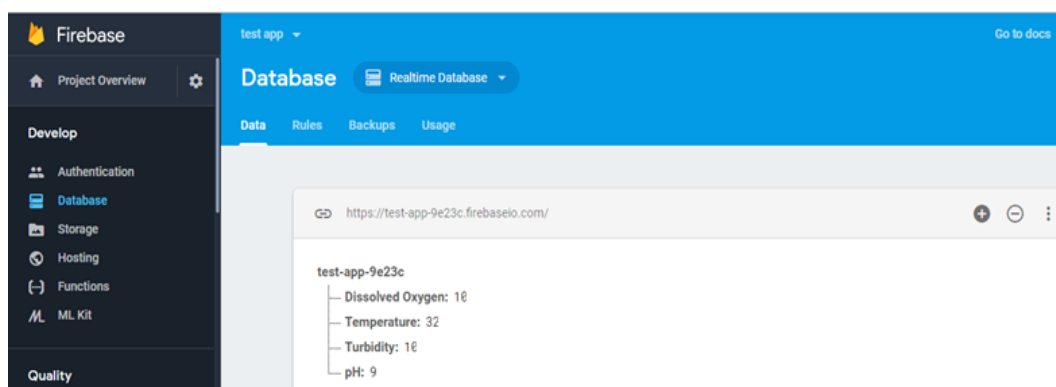 Firebase
test app
Go to docs
Project Overview
Database
Realtime Database
Develop
Data
Rules
Backups
Usage
Authentication
Database
Storage
Hosting
Functions
ML Kit
Quality
https://test-app-9e23c.firebaseio.com/
test-app-9e23c
Dissolved Oxygen: 10
Temperature: 32
Turbidity: 10
pH: 9